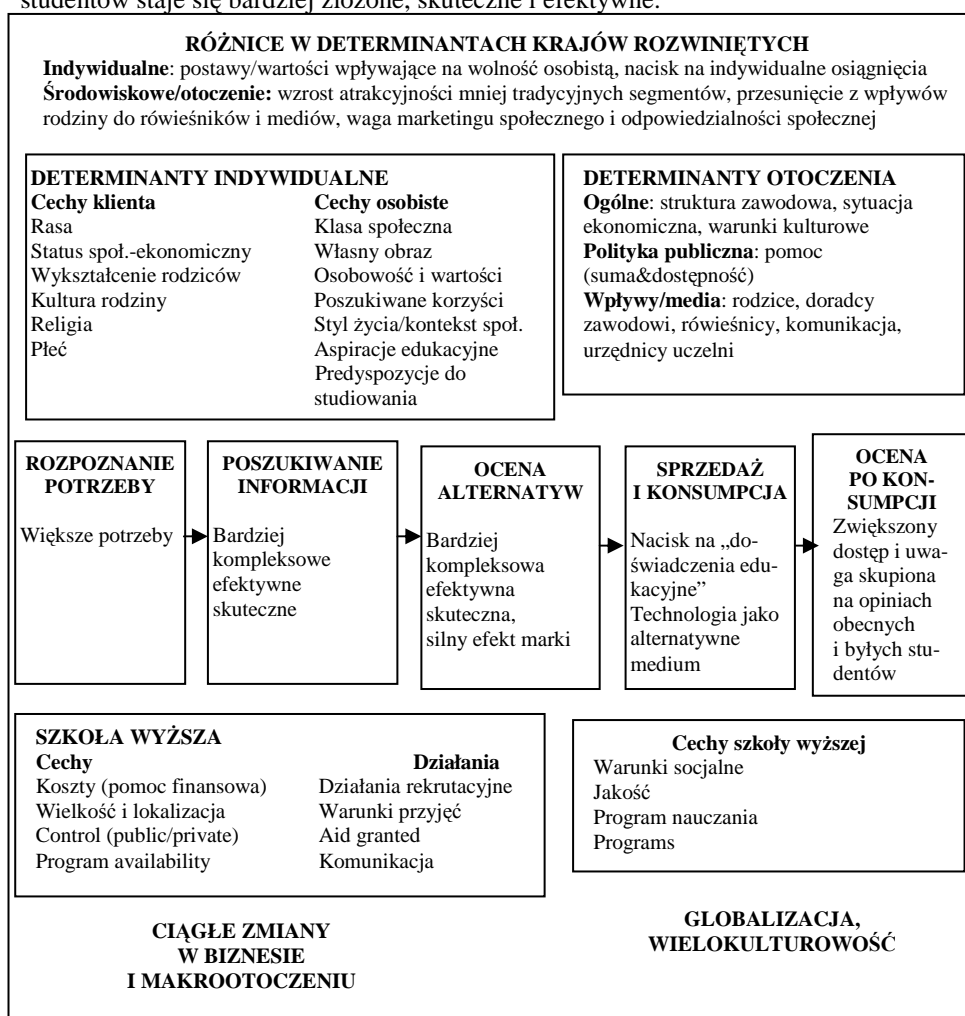 studentów staje się bardziej złożone, skuteczne i efektywne.
RÓŻNICE W DETERMINANTACH KRAJÓW ROZWINIĘTYCH
Indywidualne: postawy/wartości wpływające na wolność osobistą, nacisk na indywidualne osiągnięcia
Środowiskowe/otoczenie: wzrost atrakcyjności mniej tradycyjnych segmentów, przesunięcie z wpływów
rodziny do rówieśników i mediów, waga marketingu społecznego i odpowiedzialności społecznej
DETERMINANTY INDYWIDUALNE
Cechy klienta
Rasa
Status społ.-ekonomiczny
Wykształcenie rodziców
Kultura rodziny
Religia
Płeć
Cechy osobiste
Klasa społeczna
Własny obraz
Osobowość i wartości
Poszukiwane korzyści
Styl życia/kontekst społ.
Aspiracje edukacyjne
Predyspozycje do
studiowania
DETERMINANTY OTOCZENIA
Ogólne: struktura zawodowa, sytuacja
ekonomiczna, warunki kulturowe
Polityka publiczna: pomoc
(suma&dostępność)
Wpływy/media: rodzice, doradcy
zawodowi, rówieśnicy, komunikacja,
urzędnicy uczelni
ROZPOZNANIE
POTRZEBY
Większe potrzeby
POSZUKIWANIE
INFORMACJI
Bardziej
kompleksowe
efektywne
skuteczne
OCENA
ALTERNATYW
Bardziej
kompleksowa
efektywna
skuteczna,
silny efekt marki
SPRZEDAŻ
I KONSUMPCJA
Nacisk na „do-
świadczenia edu-
kacyjne”
Technologia jako
alternatywne
medium
OCENA
PO KON-
SUMPCJI
Zwiększony
dostęp i uwa-
ga skupiona
na opiniach
obecnych
i byłych stu-
dentów
SZKOŁA WYŻSZA
Cechy
Koszty (pomoc finansowa)
Wielkość i lokalizacja
Control (public/private)
Program availability
Działania
Działania rekrutacyjne
Warunki przyjęć
Aid granted
Komunikacja
Cechy szkoły wyższej
Warunki socjalne
Jakość
Program nauczania
Programs
CIĄGŁE ZMIANY
W BIZNESIE
I MAKROOTOCZENIU
GLOBALIZACJA,
WIELOKULTUROWOŚĆ